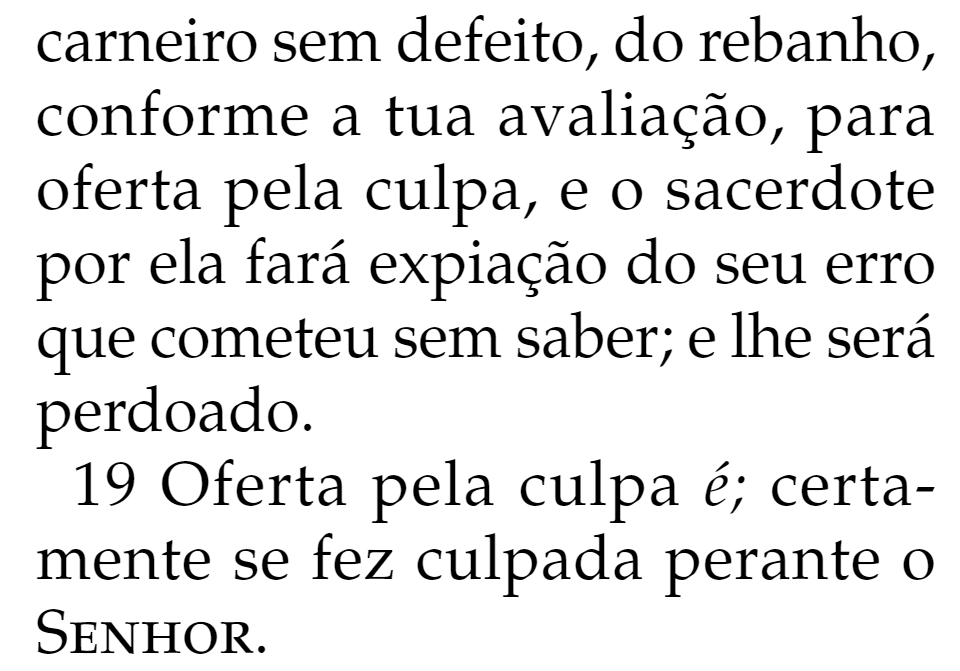 carneiro sem defeito, do rebanho,
conforme a tua avaliação, para
oferta pela culpa, e o sacerdote
por ela fará expiação do seu erro
que cometeu sem saber; e lhe será
perdoado.
19 Oferta pela culpa é; certa-
mente se fez culpada perante o
SENHOR.